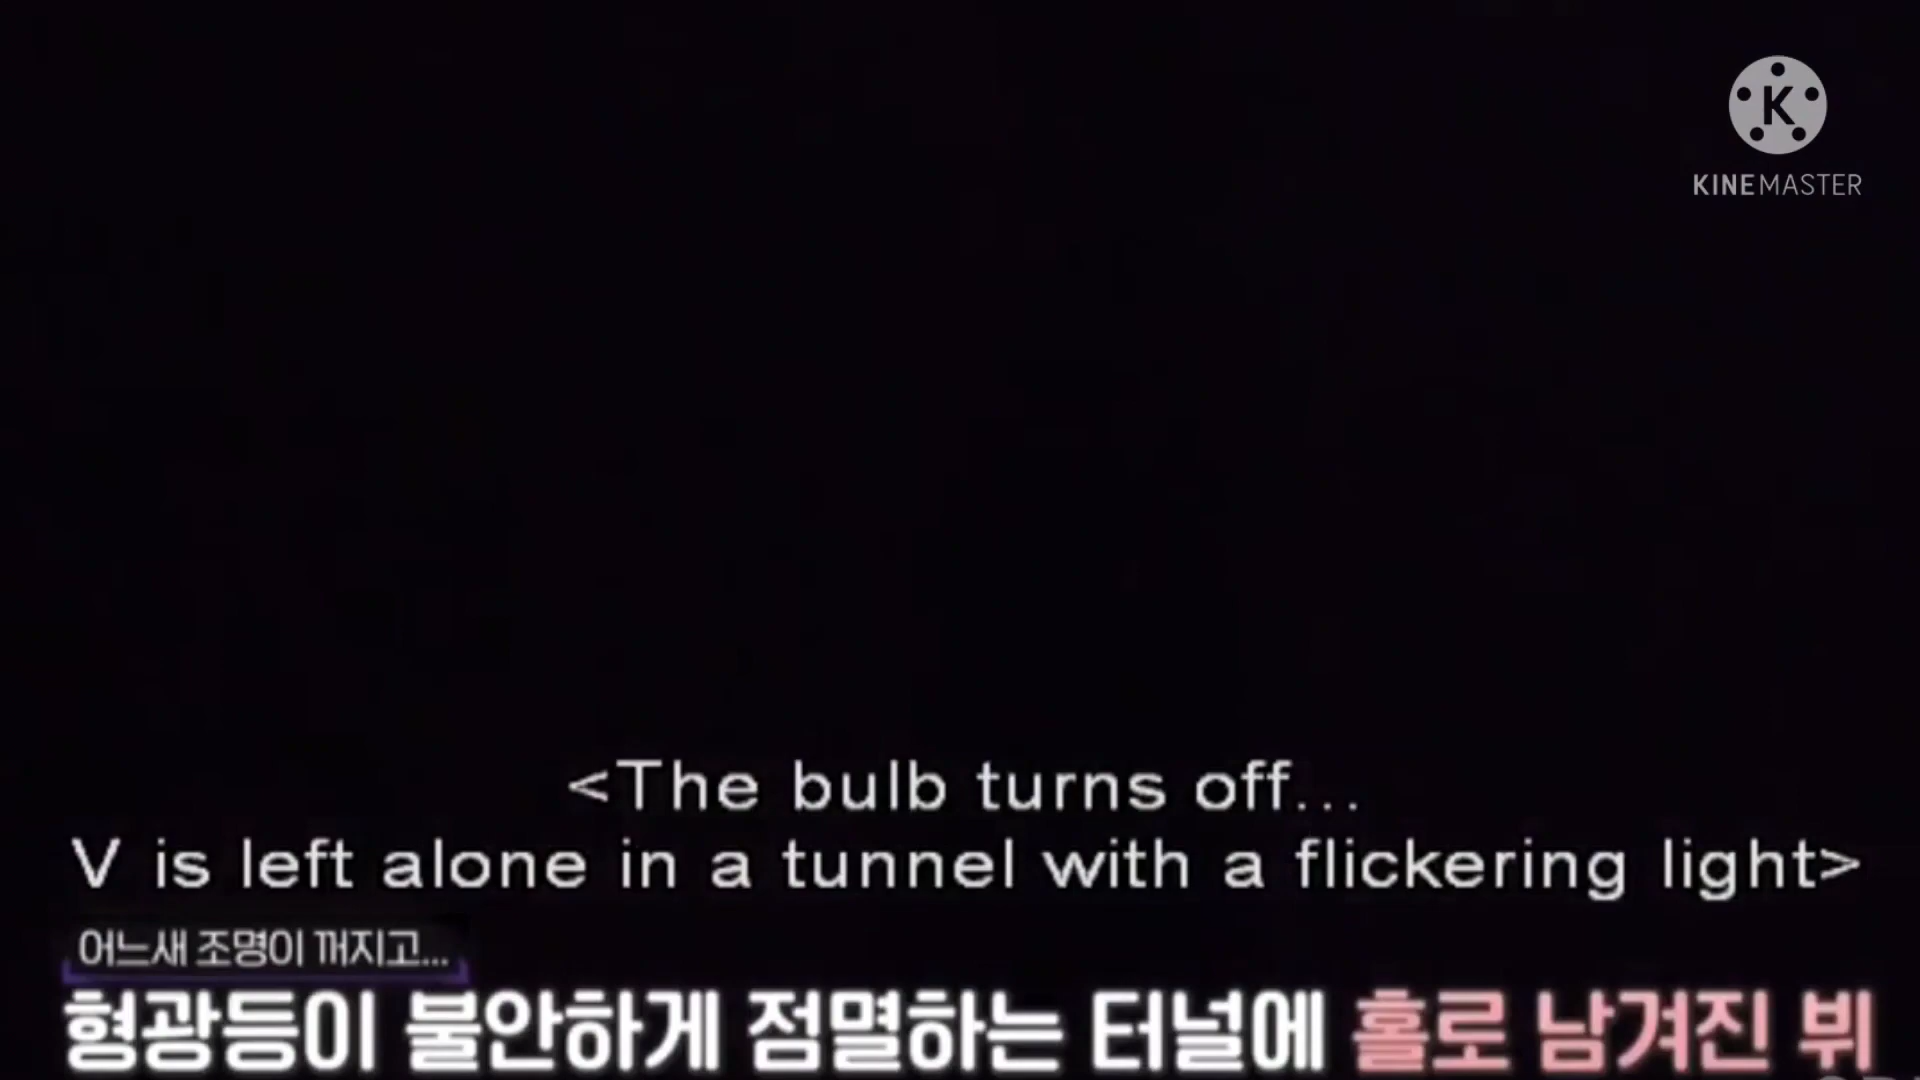 KINEMASTER
<The bulb turns off...
V is left alone in a tunnel with a flickering light>
어느새 조명이 꺼지고...
형광등이 불안하게 점멸하는 터널에 홀로 남겨진 뷔